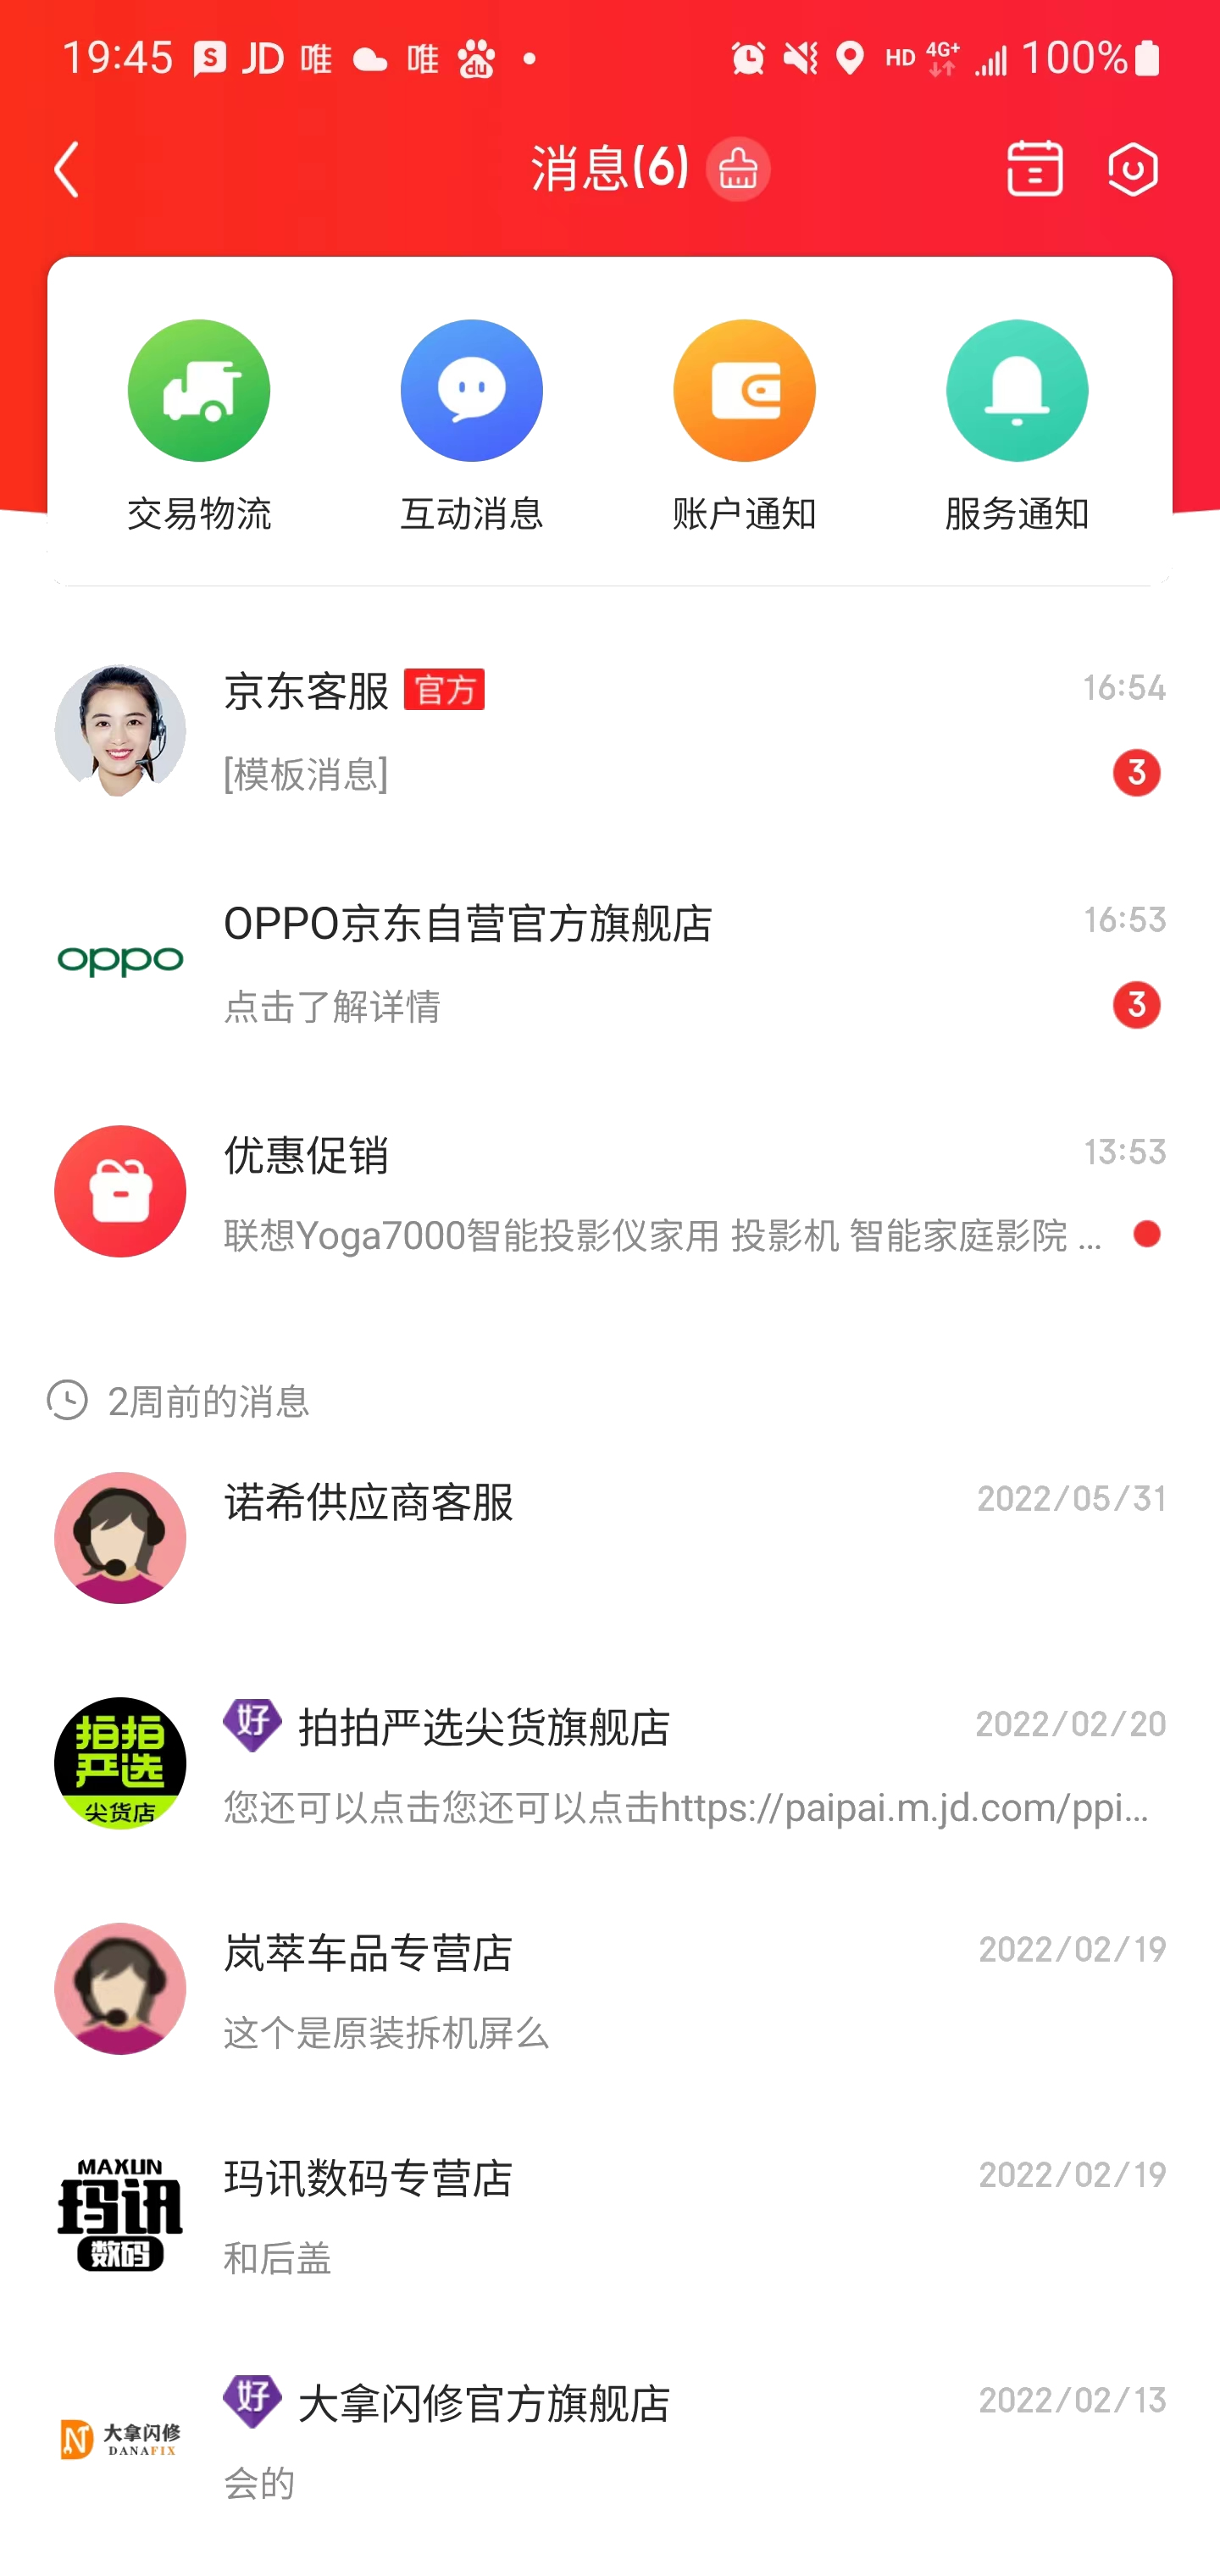 19:45 S JD 唯 唯 du HD 4G+ 100%
消息(6)
交易物流 互动消息 账户通知 服务通知
京东客服 官方 16:54
[模板消息] 3
OPPO京东自营官方旗舰店 16:53
oppo
点击了解详情 3
优惠促销 13:53
联想Yoga7000智能投影仪家用 投影机 智能家庭影院 ...
2周前的消息
诺希供应商客服 2022/05/31
好 拍拍严选尖货旗舰店 2022/02/20
拍拍
严选
尖货店
您还可以点击您还可以点击https://paipai.m.jd.com/ppi...
岚萃车品专营店 2022/02/19
这个是原装拆机屏么
玛讯数码专营店 2022/02/19
MAXUN
玛讯
数码
和后盖
好 大拿闪修官方旗舰店 2022/02/13
大拿闪修
DANAFIX
会的